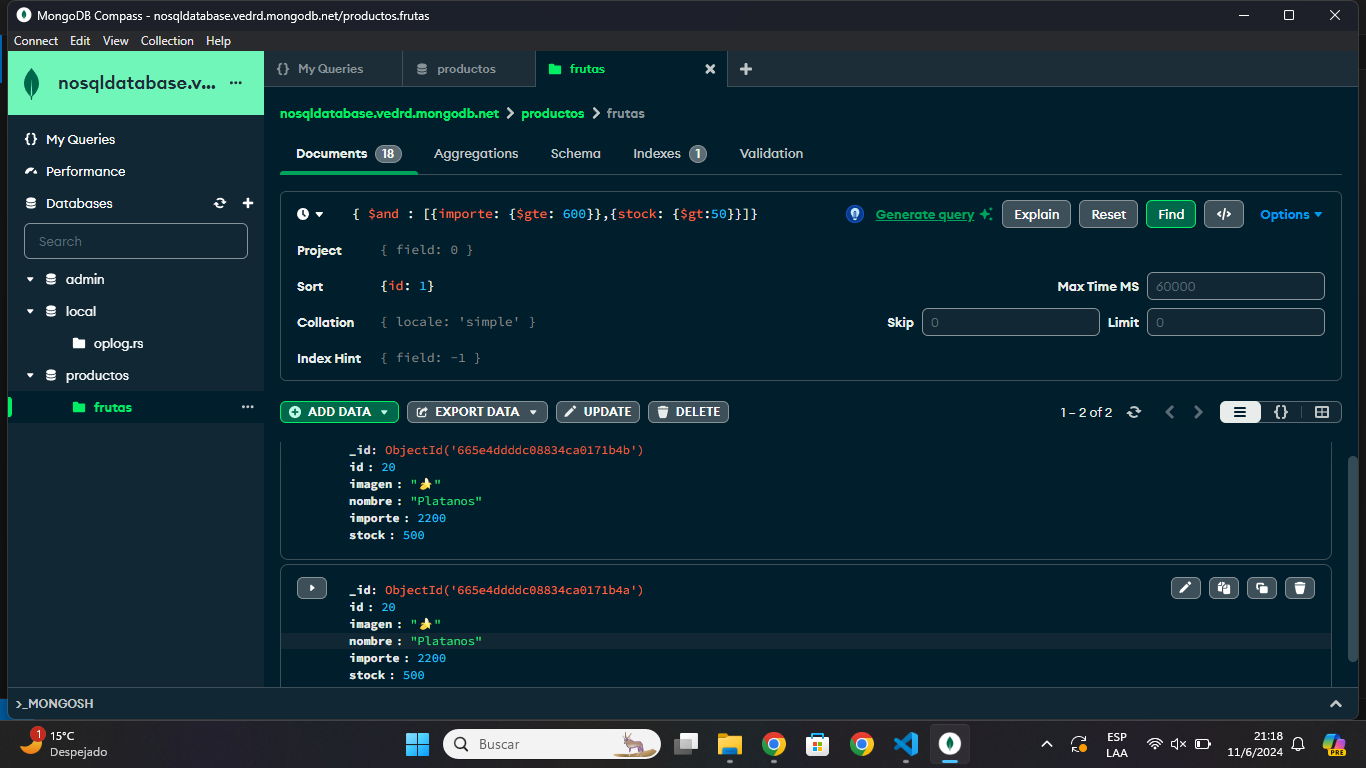 MongoDB Compass - nosqldatabase.vedrd.mongodb.net/productos.frutas
Connect Edit View Collection Help
nosqldatabase.v... ...
{} My Queries
productos
frutas
nosqldatabase.vedrd.mongodb.net > productos > frutas
{} My Queries
Performance
Databases
Search
admin
local
oplog.rs
productos
frutas ...
Documents 18 Aggregations Schema Indexes 1 Validation
{ $and : [{importe: {$gte: 600}},{stock: {$gt:50}}]}
Generate query Explain Reset Find </> Options
Project { field: 0 }
Sort {id: 1} Max Time MS 60000
Collation { locale: 'simple' } Skip 0 Limit 0
Index Hint { field: -1 }
ADD DATA EXPORT DATA UPDATE DELETE 1 – 2 of 2 {}
_id: ObjectId('665e4ddddc08834ca0171b4b')
id : 20
imagen : "🍌"
nombre : "Platanos"
importe : 2200
stock : 500
_id: ObjectId('665e4ddddc08834ca0171b4a')
id : 20
imagen : "🍌"
nombre : "Platanos"
importe : 2200
stock : 500
>_MONGOSH
1 15°C
Despejado
Buscar
ESP
LAA
21:18
11/6/2024
PRE